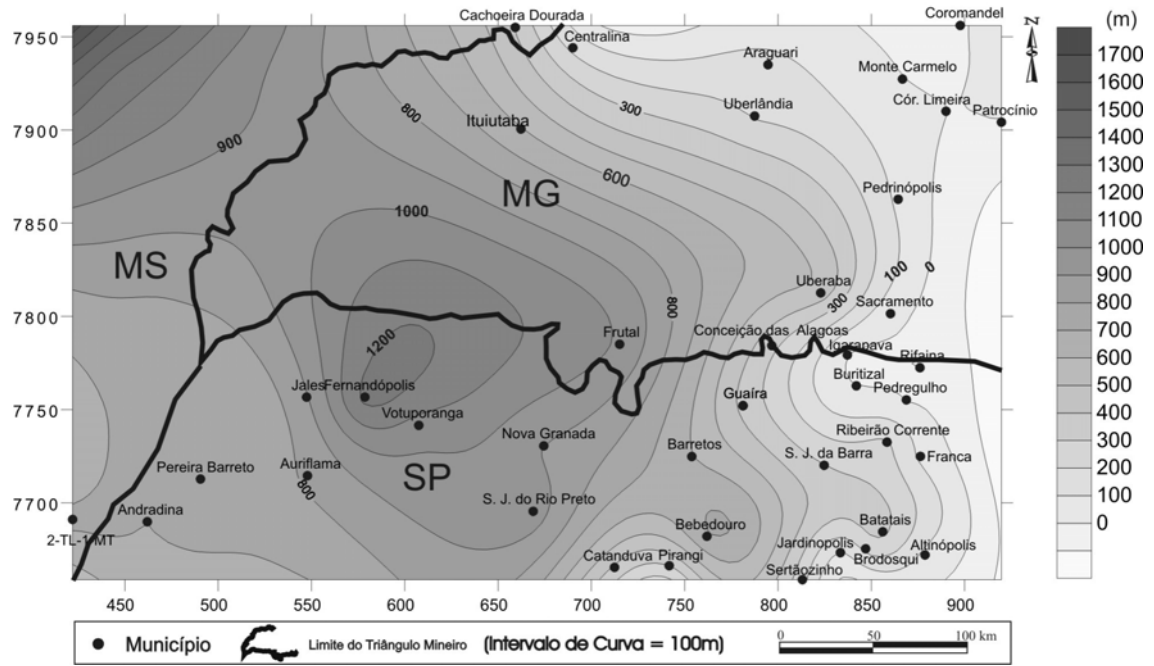 Cachoeira Dourada
Coromandel
(m)
7950
Centralina
N
1700
Araguari
1600
Monte Carmelo
900
800
300
Uberlândia
Cór. Limeira
1500
Patrocínio
1400
7900
Ituiutaba
1300
600
MG
Pedrinópolis
1200
1000
1100
7850
1000
MS
900
Uberaba
100
0
800
800
300
Sacramento
7800
700
1200
Frutal
Conceição das Alagoas
Igarapava
600
Rifaina
500
Jales
Fernandópolis
Buritizal
Pedregulho
400
7750
Guaíra
Votuporanga
300
Nova Granada
Ribeirão Corrente
Barretos
200
Pereira Barreto
Auriflama
SP
S. J. da Barra
Franca
100
800
7700
Andradina
S. J. do Rio Preto
0
Bebedouro
Batatais
2-TL-1-MT
Jardinopolis
Altinópolis
Catanduva
Pirangi
Brodosqui
Sertãozinho
450 500 550 600 650 700 750 800 850 900
Município
Limite do Triângulo Mineiro
(Intervalo de Curva = 100m)
0 50 100 km